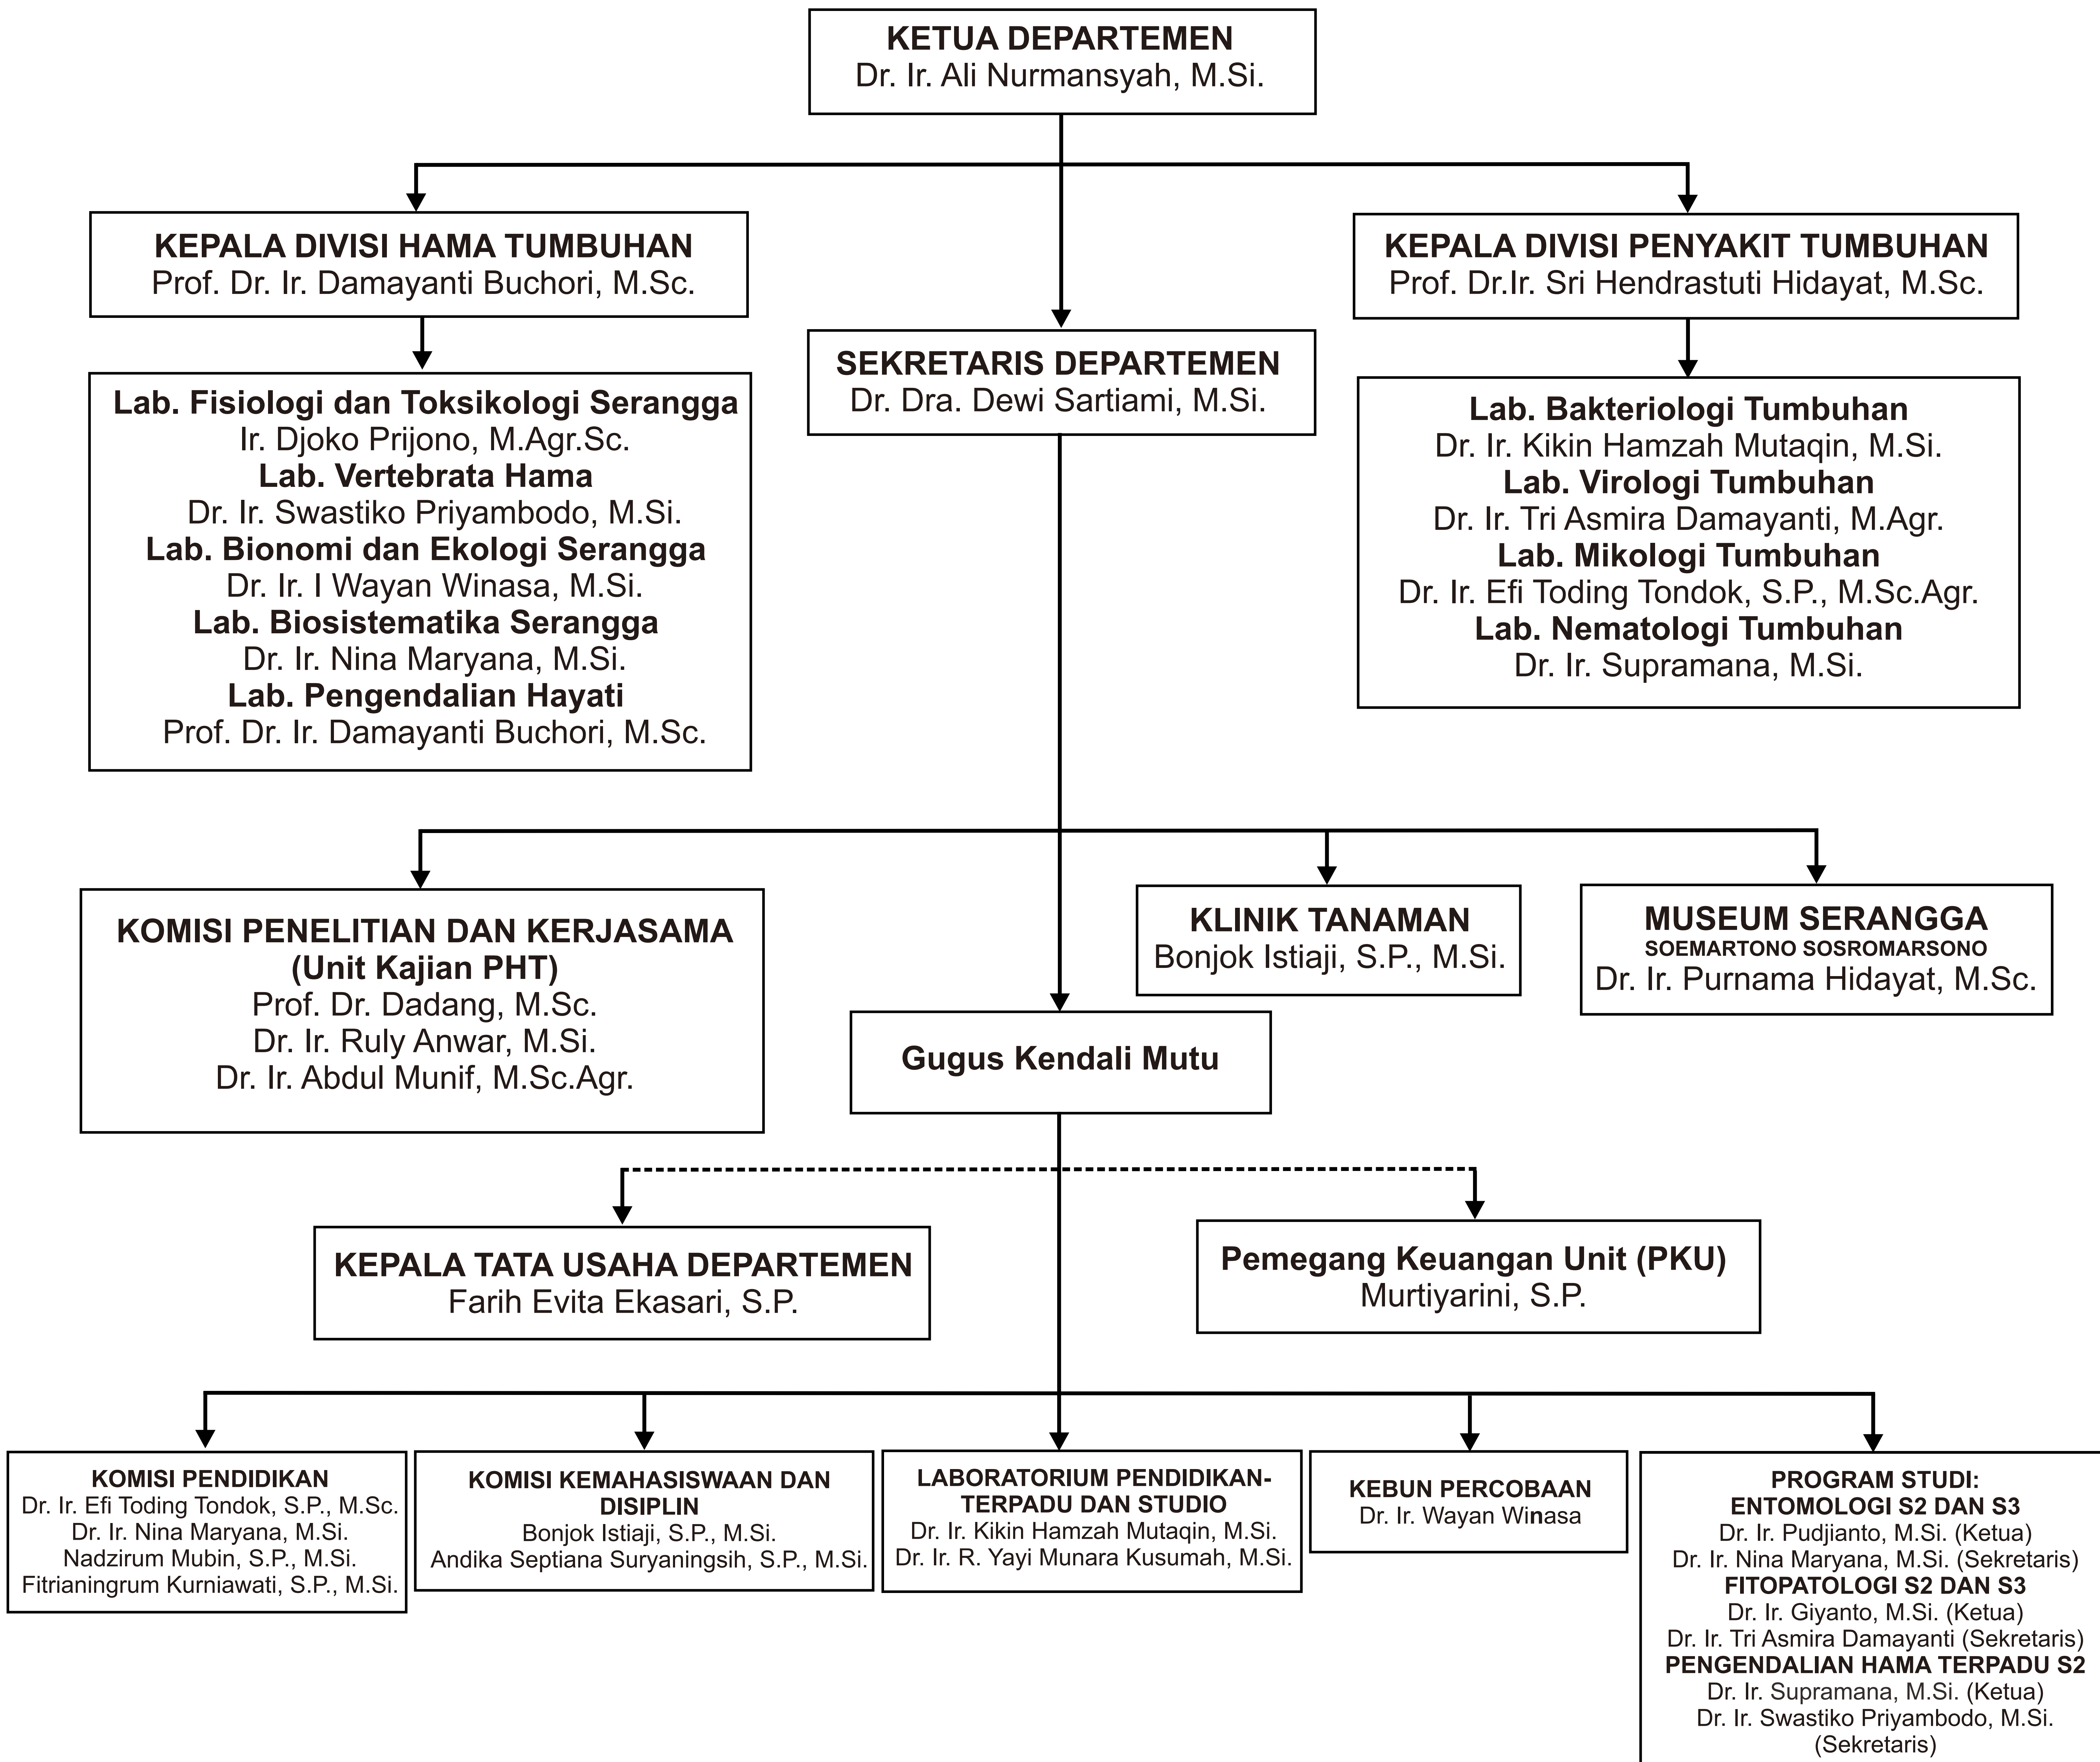 KETUA DEPARTEMEN
Dr. Ir. Ali Nurmansyah, M.Si.
KEPALA DIVISI HAMA TUMBUHAN
Prof. Dr. Ir. Damayanti Buchori, M.Sc.
KEPALA DIVISI PENYAKIT TUMBUHAN
Prof. Dr.Ir. Sri Hendrastuti Hidayat, M.Sc.
SEKRETARIS DEPARTEMEN
Dr. Dra. Dewi Sartiami, M.Si.
Lab. Fisiologi dan Toksikologi Serangga
Ir. Djoko Prijono, M.Agr.Sc.
Lab. Vertebrata Hama
Dr. Ir. Swastiko Priyambodo, M.Si.
Lab. Bionomi dan Ekologi Serangga
Dr. Ir. I Wayan Winasa, M.Si.
Lab. Biosistematika Serangga
Dr. Ir. Nina Maryana, M.Si.
Lab. Pengendalian Hayati
Prof. Dr. Ir. Damayanti Buchori, M.Sc.
Lab. Bakteriologi Tumbuhan
Dr. Ir. Kikin Hamzah Mutaqin, M.Si.
Lab. Virologi Tumbuhan
Dr. Ir. Tri Asmira Damayanti, M.Agr.
Lab. Mikologi Tumbuhan
Dr. Ir. Efi Toding Tondok, S.P., M.Sc.Agr.
Lab. Nematologi Tumbuhan
Dr. Ir. Supramana, M.Si.
KOMISI PENELITIAN DAN KERJASAMA
(Unit Kajian PHT)
Prof. Dr. Dadang, M.Sc.
Dr. Ir. Ruly Anwar, M.Si.
Dr. Ir. Abdul Munif, M.Sc.Agr.
KLINIK TANAMAN
Bonjok Istiaji, S.P., M.Si.
MUSEUM SERANGGA
SOEMARTONO SOSROMARSONO
Dr. Ir. Purnama Hidayat, M.Sc.
Gugus Kendali Mutu
KEPALA TATA USAHA DEPARTEMEN
Farih Evita Ekasari, S.P.
Pemegang Keuangan Unit (PKU)
Murtiyarini, S.P.
KOMISI PENDIDIKAN
Dr. Ir. Efi Toding Tondok, S.P., M.Sc.
Dr. Ir. Nina Maryana, M.Si.
Nadzirum Mubin, S.P., M.Si.
Fitrianingrum Kurniawati, S.P., M.Si.
KOMISI KEMAHASISWAAN DAN
DISIPLIN
Bonjok Istiaji, S.P., M.Si.
Andika Septiana Suryaningsih, S.P., M.Si.
LABORATORIUM PENDIDIKAN-
TERPADU DAN STUDIO
Dr. Ir. Kikin Hamzah Mutaqin, M.Si.
Dr. Ir. R. Yayi Munara Kusumah, M.Si.
KEBUN PERCOBAAN
Dr. Ir. Wayan Winasa
PROGRAM STUDI:
ENTOMOLOGI S2 DAN S3
Dr. Ir. Pudjianto, M.Si. (Ketua)
Dr. Ir. Nina Maryana, M.Si. (Sekretaris)
FITOPATOLOGI S2 DAN S3
Dr. Ir. Giyanto, M.Si. (Ketua)
Dr. Ir. Tri Asmira Damayanti (Sekretaris)
PENGENDALIAN HAMA TERPADU S2
Dr. Ir. Supramana, M.Si. (Ketua)
Dr. Ir. Swastiko Priyambodo, M.Si.
(Sekretaris)